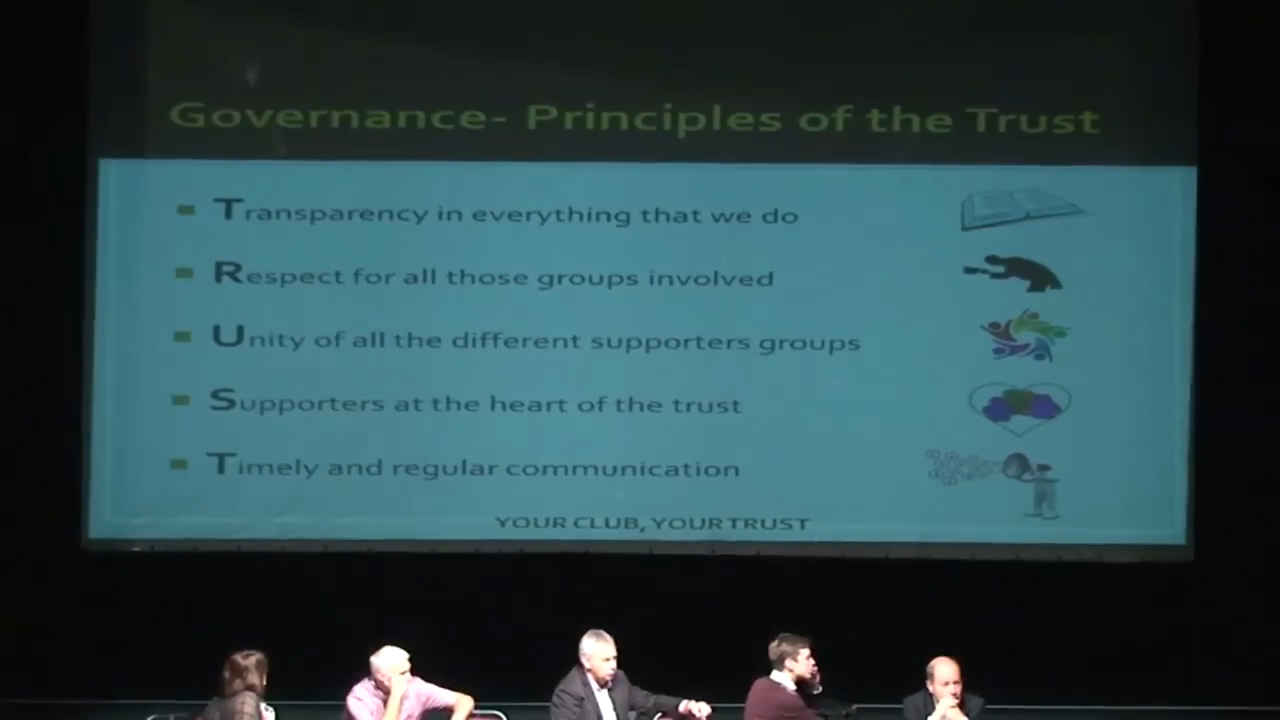 Governance- Principles of the Trust
Transparency in everything that we do
Respect for all those groups involved
Unity of all the different supporters groups
Supporters at the heart of the trust
Timely and regular communication
YOUR CLUB, YOUR TRUST